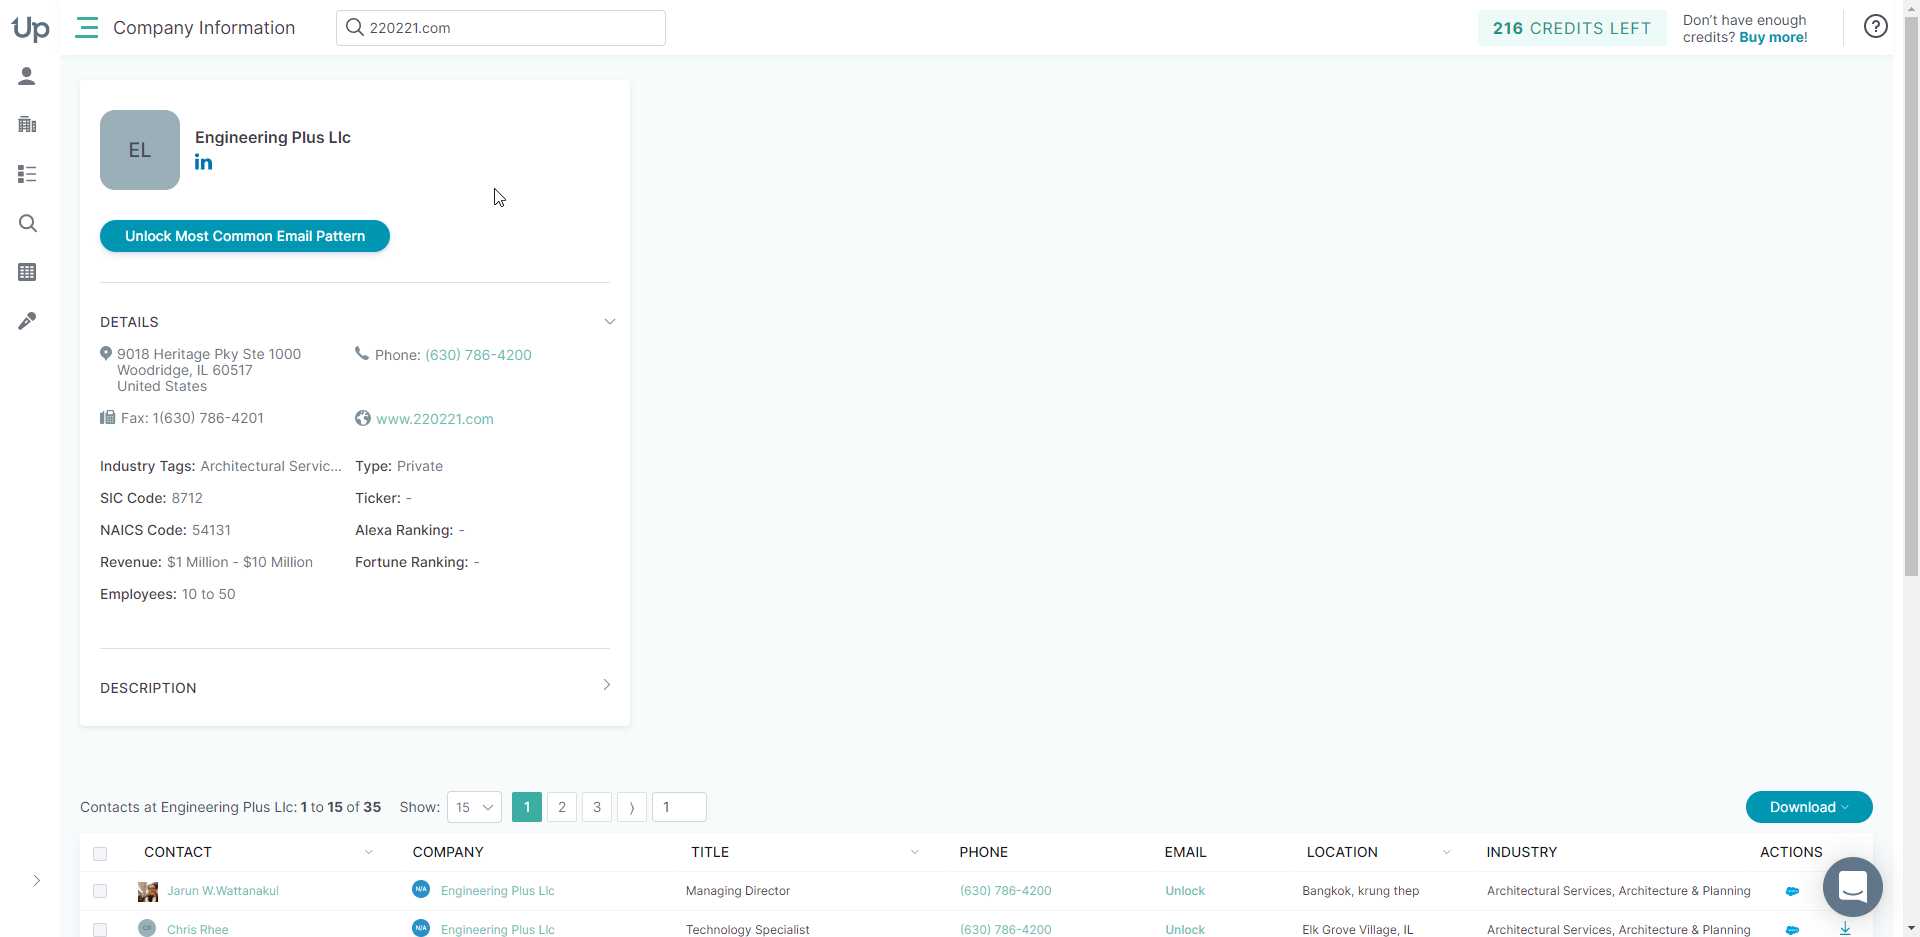 Up
Company Information
220221.com
216 CREDITS LEFT
Don't have enough
credits? Buy more!
?
EL
Engineering Plus Llc
in
Unlock Most Common Email Pattern
DETAILS
9018 Heritage Pky Ste 1000
Woodridge, IL 60517
United States
Phone: (630) 786-4200
Fax: 1(630) 786-4201
www.220221.com
Industry Tags: Architectural Servic...
Type: Private
SIC Code: 8712
Ticker: -
NAICS Code: 54131
Alexa Ranking: -
Revenue: $1 Million - $10 Million
Fortune Ranking: -
Employees: 10 to 50
DESCRIPTION
Contacts at Engineering Plus Llc: 1 to 15 of 35 Show: 15 1 2 3 ⟩ 1
Download
CONTACT COMPANY TITLE PHONE EMAIL LOCATION INDUSTRY ACTIONS
Jarun W.Wattanakul N/A Engineering Plus Llc Managing Director (630) 786-4200 Unlock Bangkok, krung thep Architectural Services, Architecture & Planning
CR Chris Rhee N/A Engineering Plus Llc Technology Specialist (630) 786-4200 Unlock Elk Grove Village, IL Architectural Services, Architecture & Planning